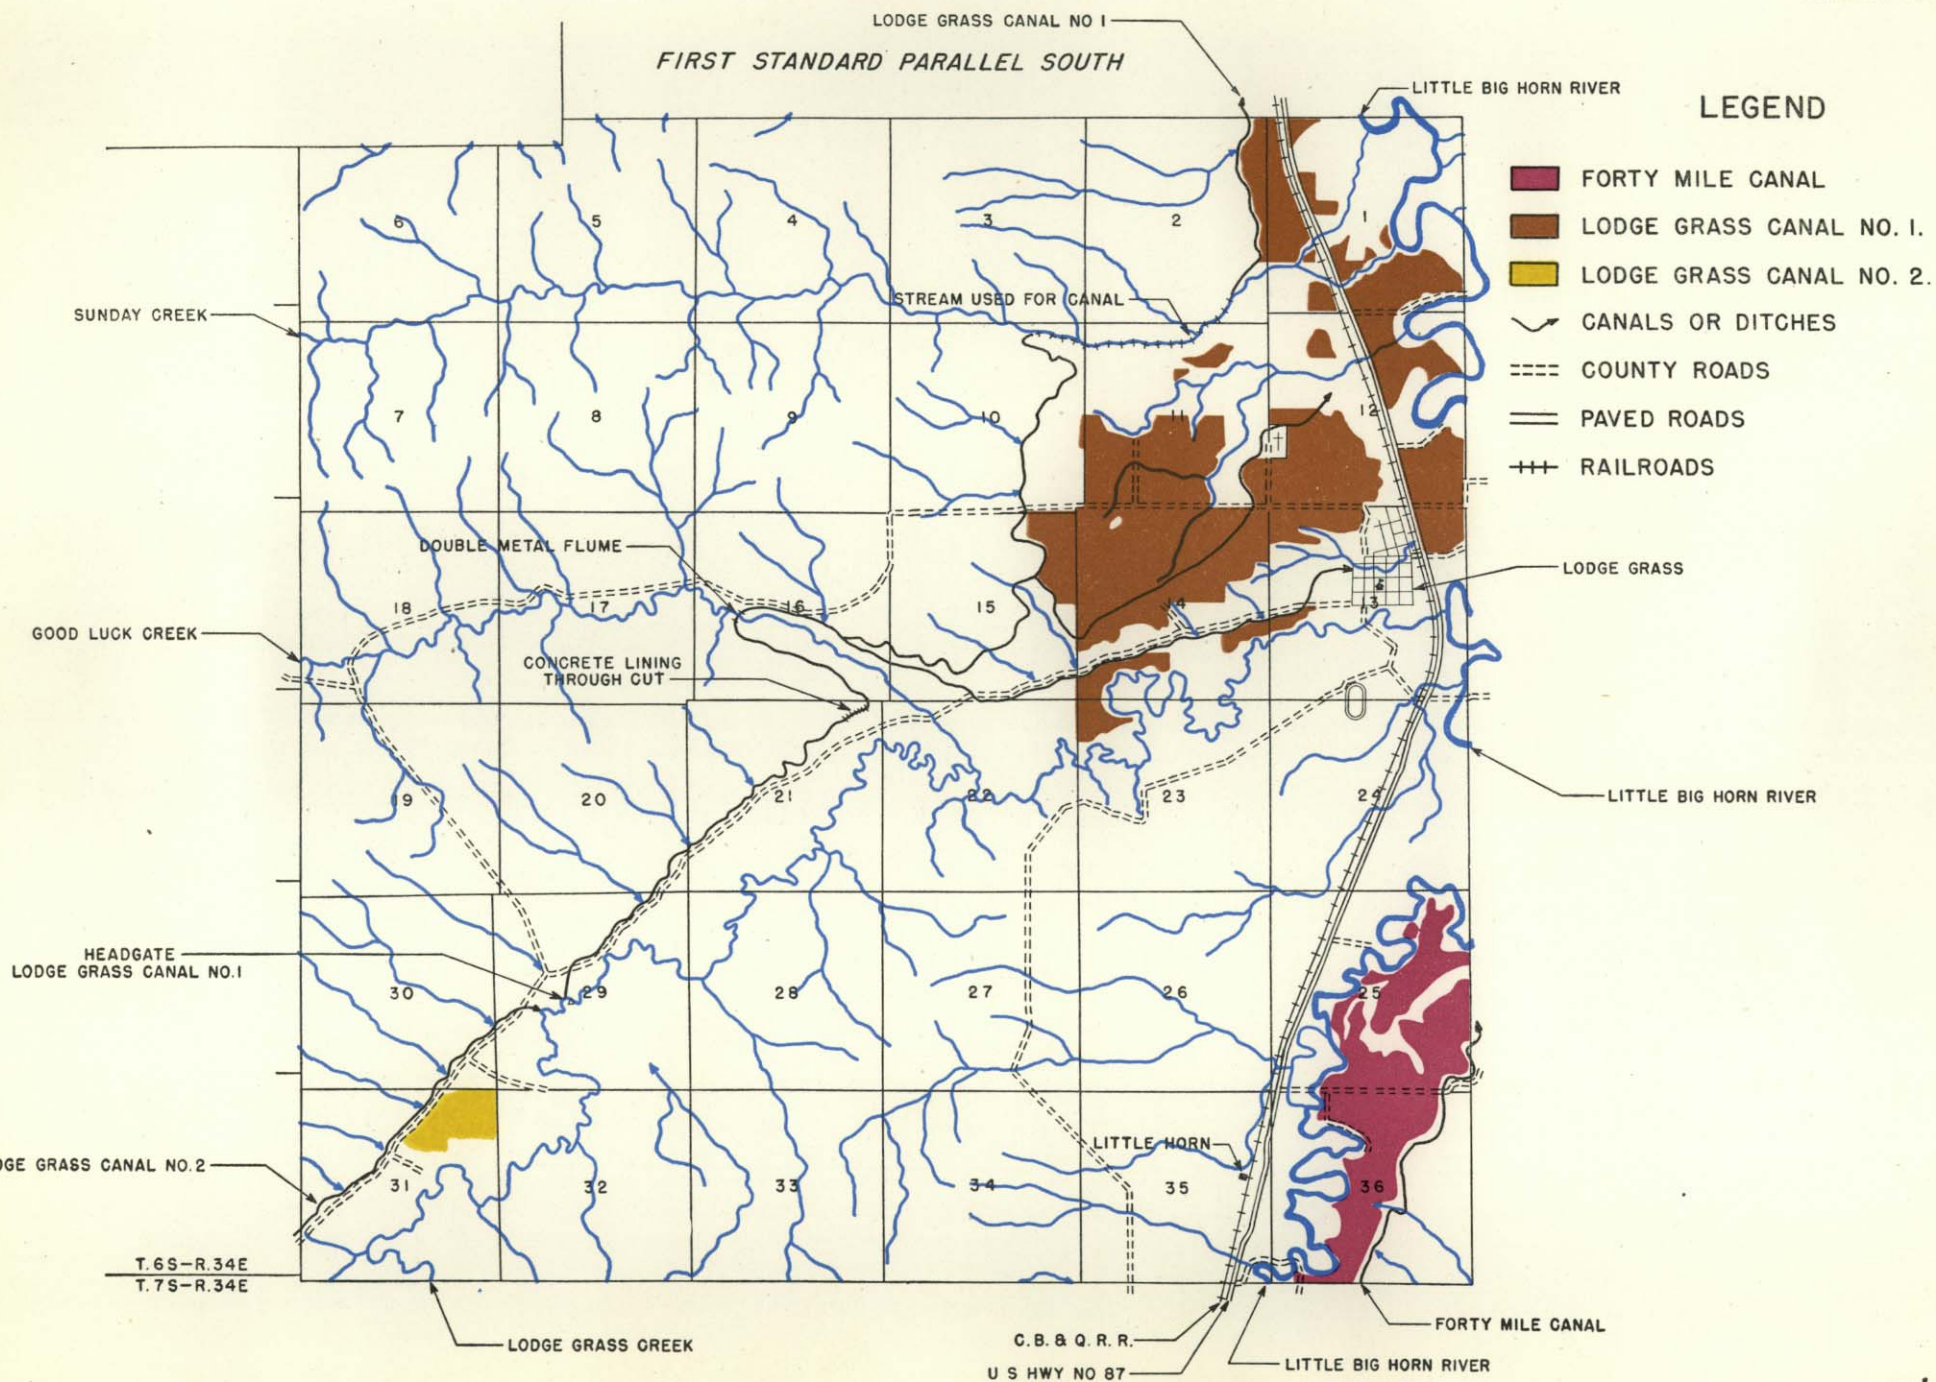 LODGE GRASS CANAL NO 1
FIRST STANDARD PARALLEL SOUTH
LITTLE BIG HORN RIVER
LEGEND
FORTY MILE CANAL
LODGE GRASS CANAL NO. 1.
LODGE GRASS CANAL NO. 2.
CANALS OR DITCHES
COUNTY ROADS
PAVED ROADS
RAILROADS
6
5
4
3
2
1
SUNDAY CREEK
STREAM USED FOR CANAL
7
8
9
10
11
12
DOUBLE METAL FLUME
LODGE GRASS
18
17
16
15
14
13
GOOD LUCK CREEK
CONCRETE LINING
THROUGH CUT
19
20
21
22
23
24
LITTLE BIG HORN RIVER
HEADGATE
LODGE GRASS CANAL NO.1
30
29
28
27
26
25
LITTLE HORN
GRASS CANAL NO.2
31
32
33
34
35
36
T.6S-R.34E
T.7S-R.34E
LODGE GRASS CREEK
C.B. & Q. R. R.
U S HWY NO 87
LITTLE BIG HORN RIVER
FORTY MILE CANAL